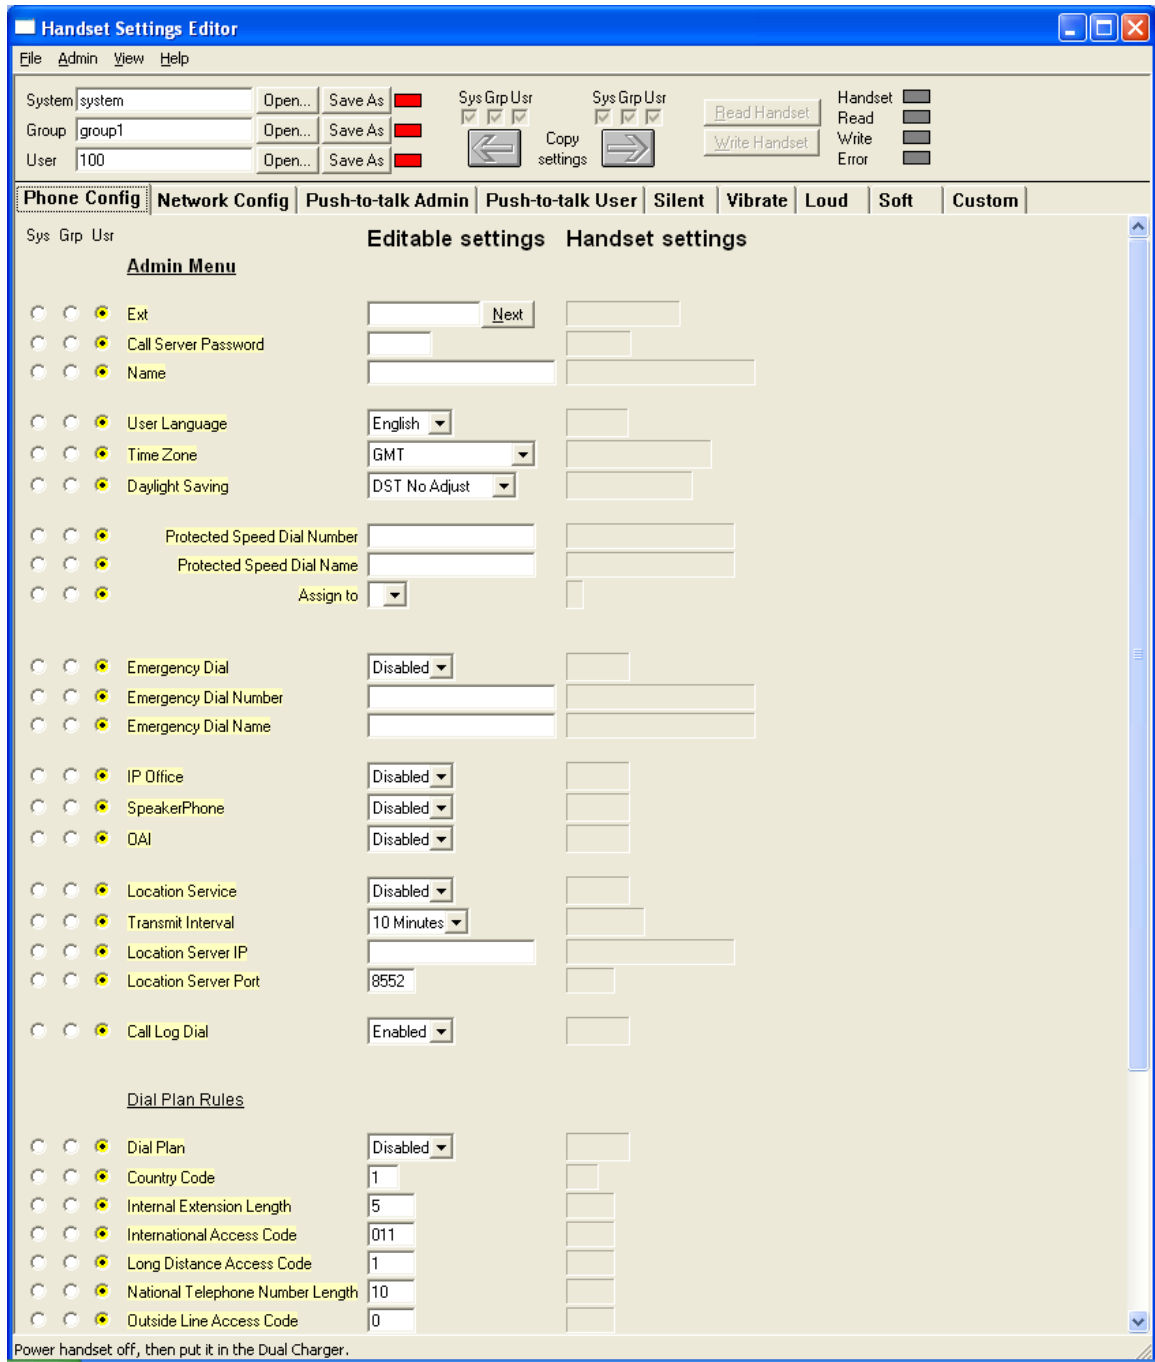 Handset Settings Editor
File Admin View Help
System system Open... Save As Sys Grp Usr Sys Grp Usr Read Handset Handset
Group group1 Open... Save As Copy settings Write Handset Read
User 100 Open... Save As Write
Error
Phone Config Network Config Push-to-talk Admin Push-to-talk User Silent Vibrate Loud Soft Custom
Sys Grp Usr Editable settings Handset settings
Admin Menu
Ext Next
Call Server Password
Name
User Language English
Time Zone GMT
Daylight Saving DST No Adjust
Protected Speed Dial Number
Protected Speed Dial Name
Assign to
Emergency Dial Disabled
Emergency Dial Number
Emergency Dial Name
IP Office Disabled
SpeakerPhone Disabled
OAI Disabled
Location Service Disabled
Transmit Interval 10 Minutes
Location Server IP
Location Server Port 8552
Call Log Dial Enabled
Dial Plan Rules
Dial Plan Disabled
Country Code 1
Internal Extension Length 5
International Access Code 011
Long Distance Access Code 1
National Telephone Number Length 10
Outside Line Access Code 0
Power handset off, then put it in the Dual Charger.